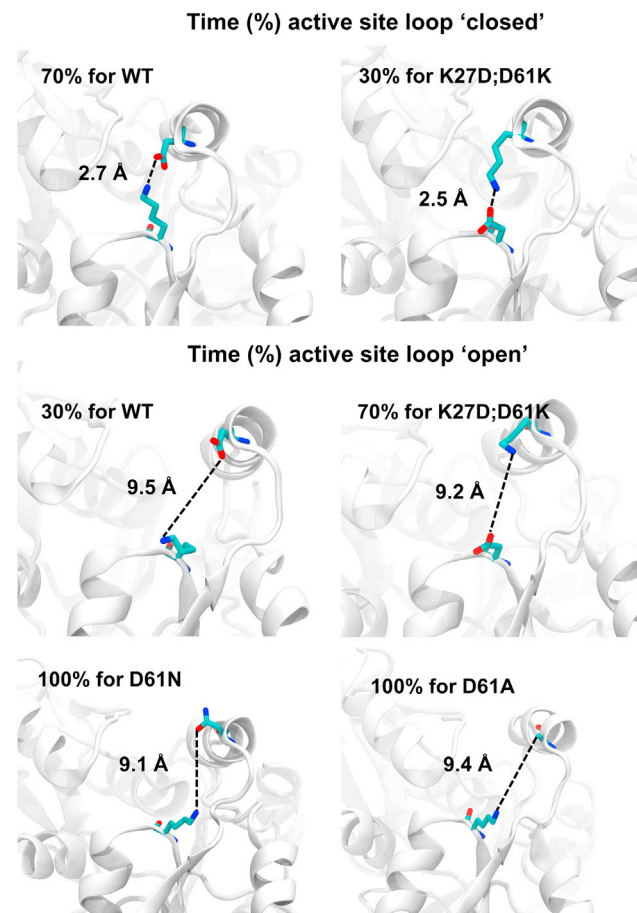 Time (%) active site loop ‘closed’
70% for WT
30% for K27D;D61K
2.7 Å
2.5 Å
Time (%) active site loop ‘open’
30% for WT
70% for K27D;D61K
9.5 Å
9.2 Å
100% for D61N
100% for D61A
9.1 Å
9.4 Å